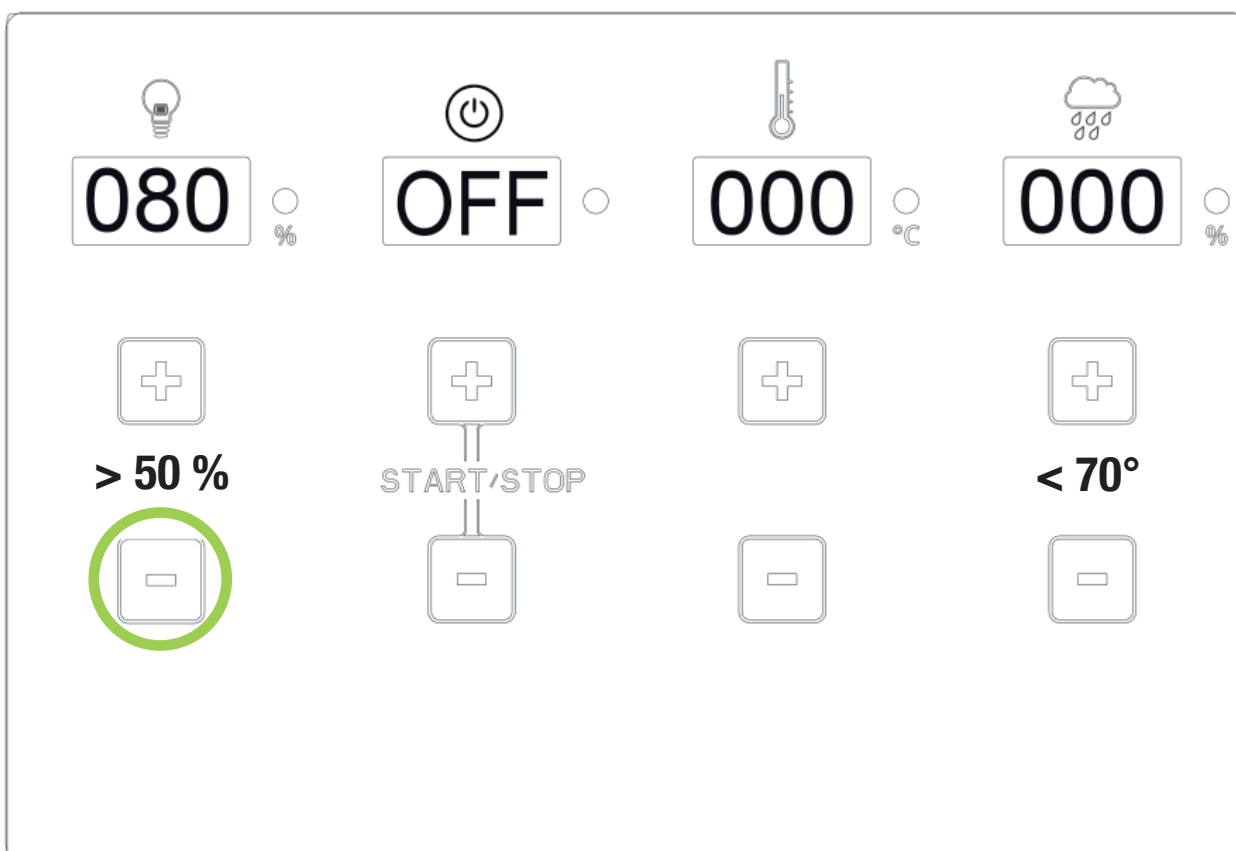 080 OFF 000 000
% °C %
+ + + +
> 50 % START/STOP < 70°
- - - -